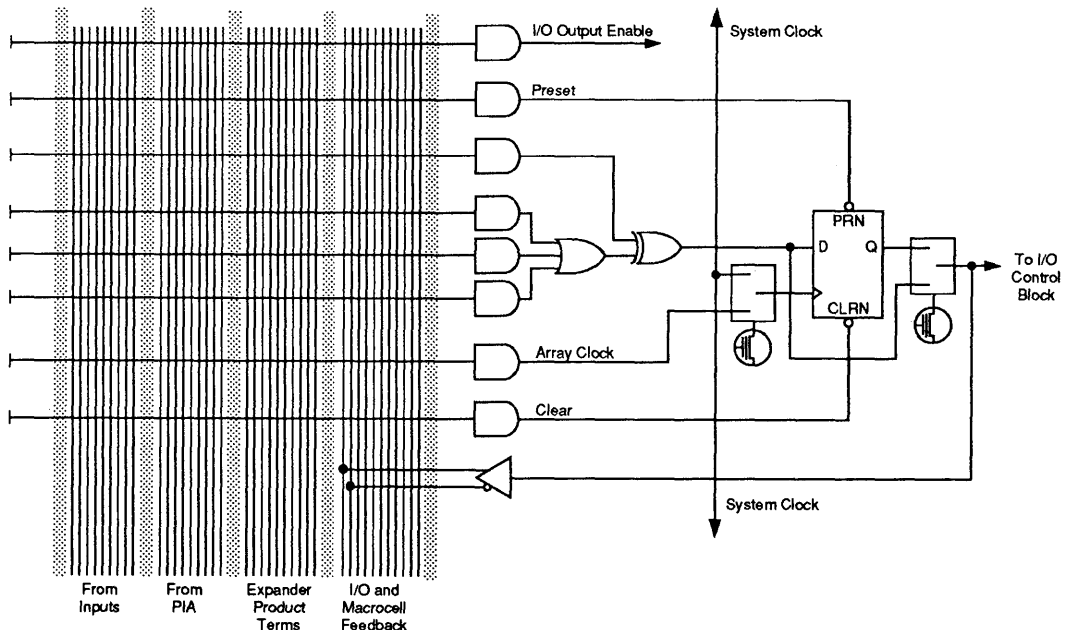 I/O Output Enable
System Clock
Preset
PRN
D
Q
To I/O
Control
Block
CLRN
Array Clock
Clear
System Clock
From
Inputs
From
PIA
Expander
Product
Terms
I/O and
Macrocell
Feedback